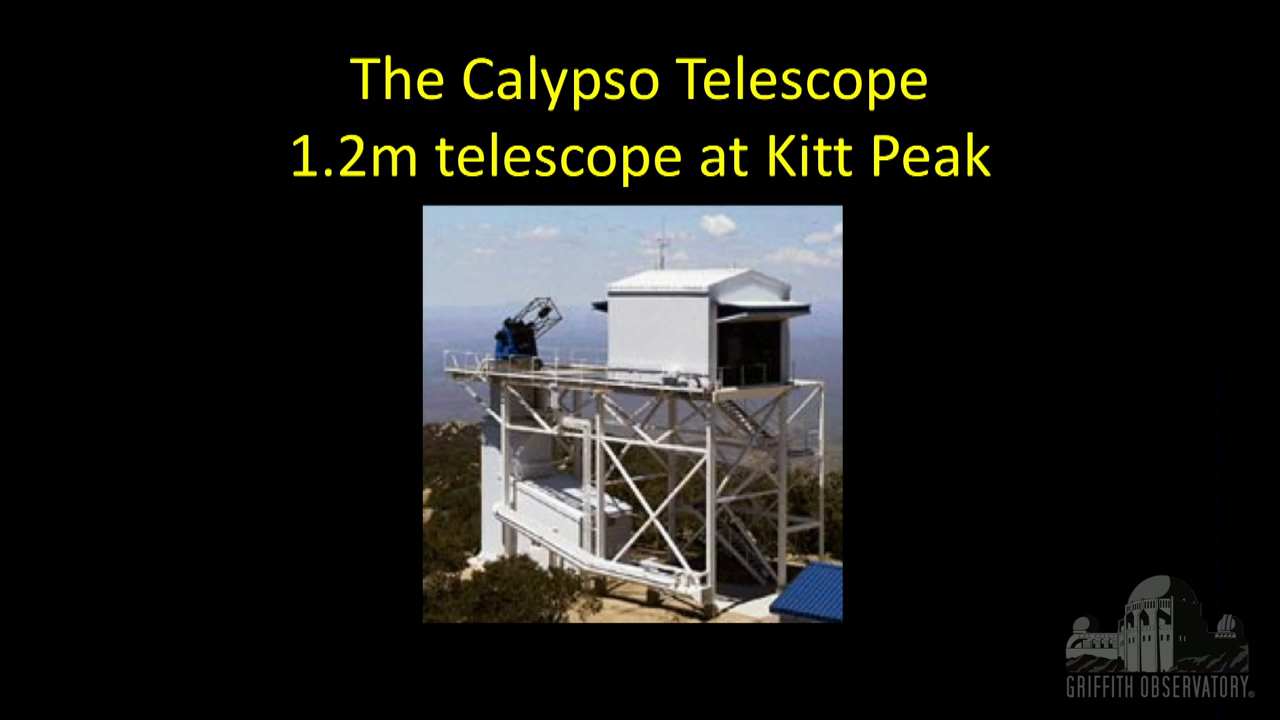 The Calypso Telescope
1.2m telescope at Kitt Peak
GRIFFITH OBSERVATORY®